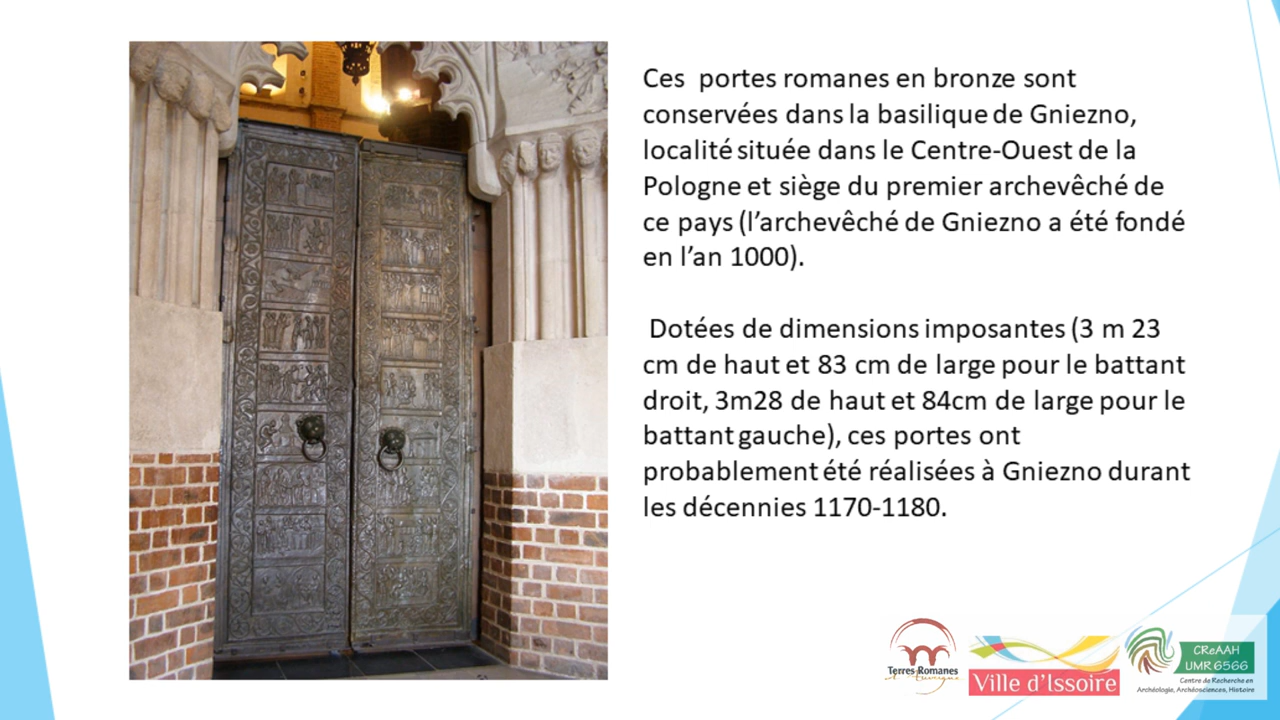 Ces portes romanes en bronze sont
conservées dans la basilique de Gniezno,
localité située dans le Centre-Ouest de la
Pologne et siège du premier archevêché de
ce pays (l’archevêché de Gniezno a été fondé
en l’an 1000).
Dotées de dimensions imposantes (3 m 23
cm de haut et 83 cm de large pour le battant
droit, 3m28 de haut et 84cm de large pour le
battant gauche), ces portes ont
probablement été réalisées à Gniezno durant
les décennies 1170-1180.
Terres Romanes
d'Auvergne
Ville d’Issoire
CReAAH
UMR 6566
Centre de Recherche en
Archéologie, Archéosciences, Histoire